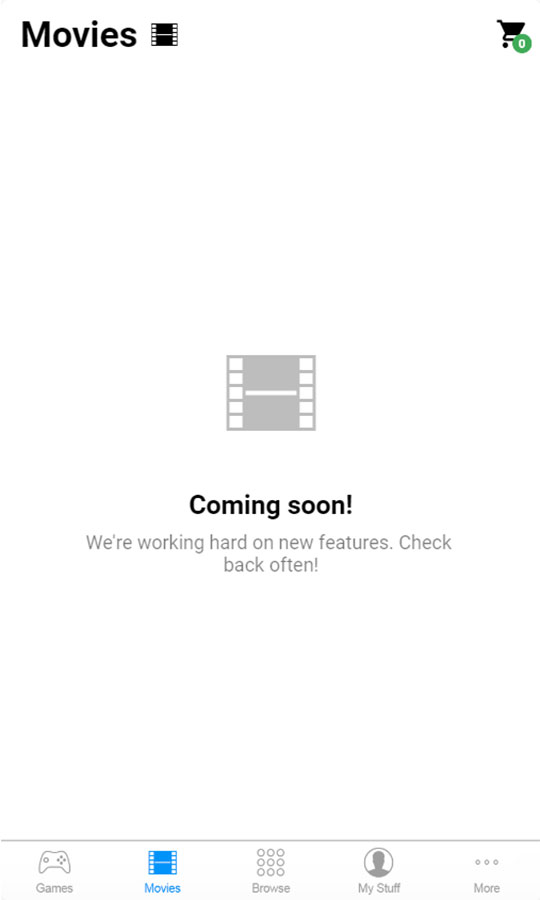 Movies
0
Coming soon!
We're working hard on new features. Check
back often!
Games
Movies
Browse
My Stuff
More